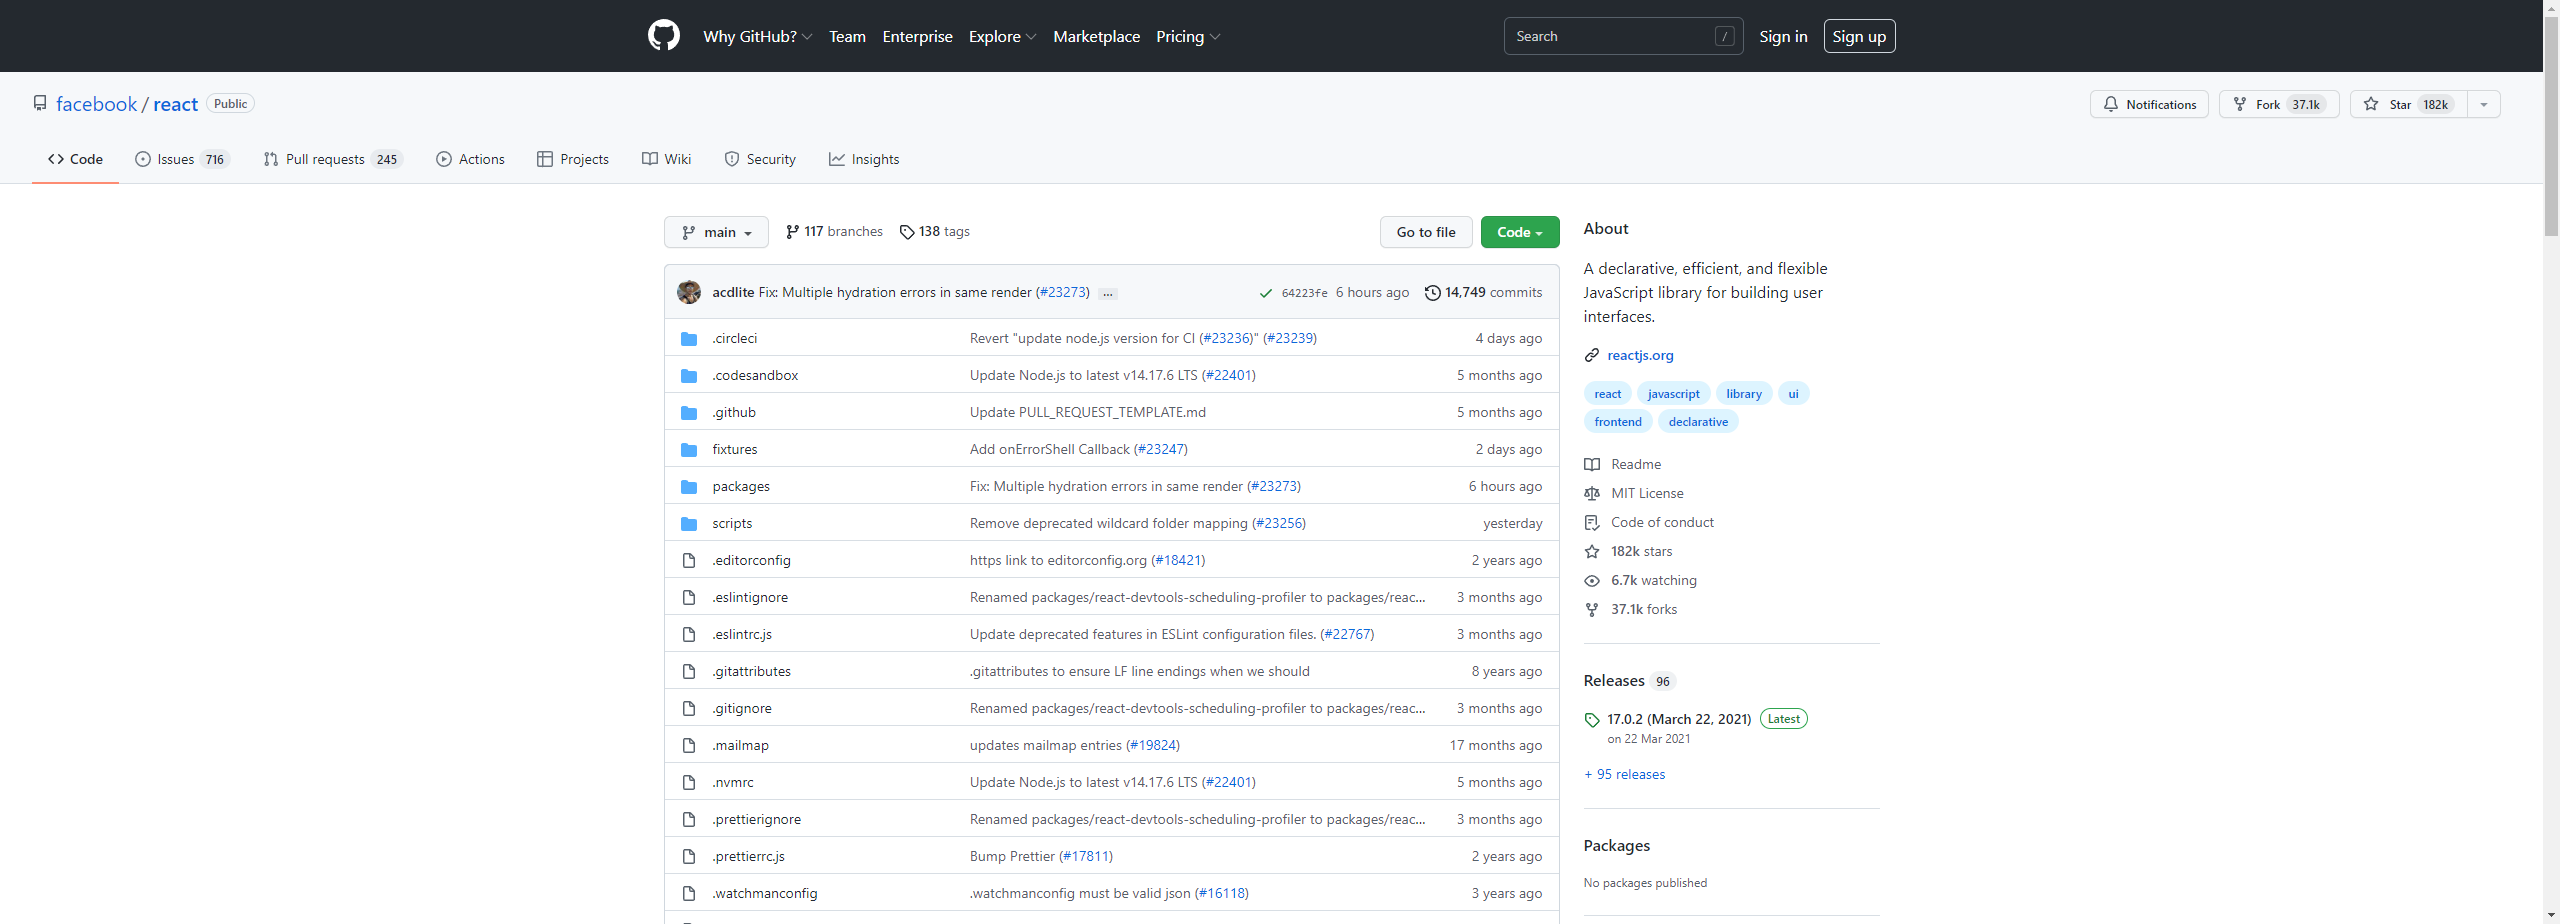 Why GitHub? Team Enterprise Explore Marketplace Pricing Search / Sign in Sign up
facebook / react Public Notifications Fork 37.1k Star 182k
Code Issues 716 Pull requests 245 Actions Projects Wiki Security Insights
main 117 branches 138 tags Go to file Code
acdlite Fix: Multiple hydration errors in same render (#23273) ... 64223fe 6 hours ago 14,749 commits
.circleci Revert "update node.js version for CI (#23236)" (#23239) 4 days ago
.codesandbox Update Node.js to latest v14.17.6 LTS (#22401) 5 months ago
.github Update PULL_REQUEST_TEMPLATE.md 5 months ago
fixtures Add onErrorShell Callback (#23247) 2 days ago
packages Fix: Multiple hydration errors in same render (#23273) 6 hours ago
scripts Remove deprecated wildcard folder mapping (#23256) yesterday
.editorconfig https link to editorconfig.org (#18421) 2 years ago
.eslintignore Renamed packages/react-devtools-scheduling-profiler to packages/reac... 3 months ago
.eslintrc.js Update deprecated features in ESLint configuration files. (#22767) 3 months ago
.gitattributes .gitattributes to ensure LF line endings when we should 8 years ago
.gitignore Renamed packages/react-devtools-scheduling-profiler to packages/reac... 3 months ago
.mailmap updates mailmap entries (#19824) 17 months ago
.nvmrc Update Node.js to latest v14.17.6 LTS (#22401) 5 months ago
.prettierignore Renamed packages/react-devtools-scheduling-profiler to packages/reac... 3 months ago
.prettierrc.js Bump Prettier (#17811) 2 years ago
.watchmanconfig .watchmanconfig must be valid json (#16118) 3 years ago
About
A declarative, efficient, and flexible
JavaScript library for building user
interfaces.
reactjs.org
react javascript library ui
frontend declarative
Readme
MIT License
Code of conduct
182k stars
6.7k watching
37.1k forks
Releases 96
17.0.2 (March 22, 2021) Latest
on 22 Mar 2021
+ 95 releases
Packages
No packages published